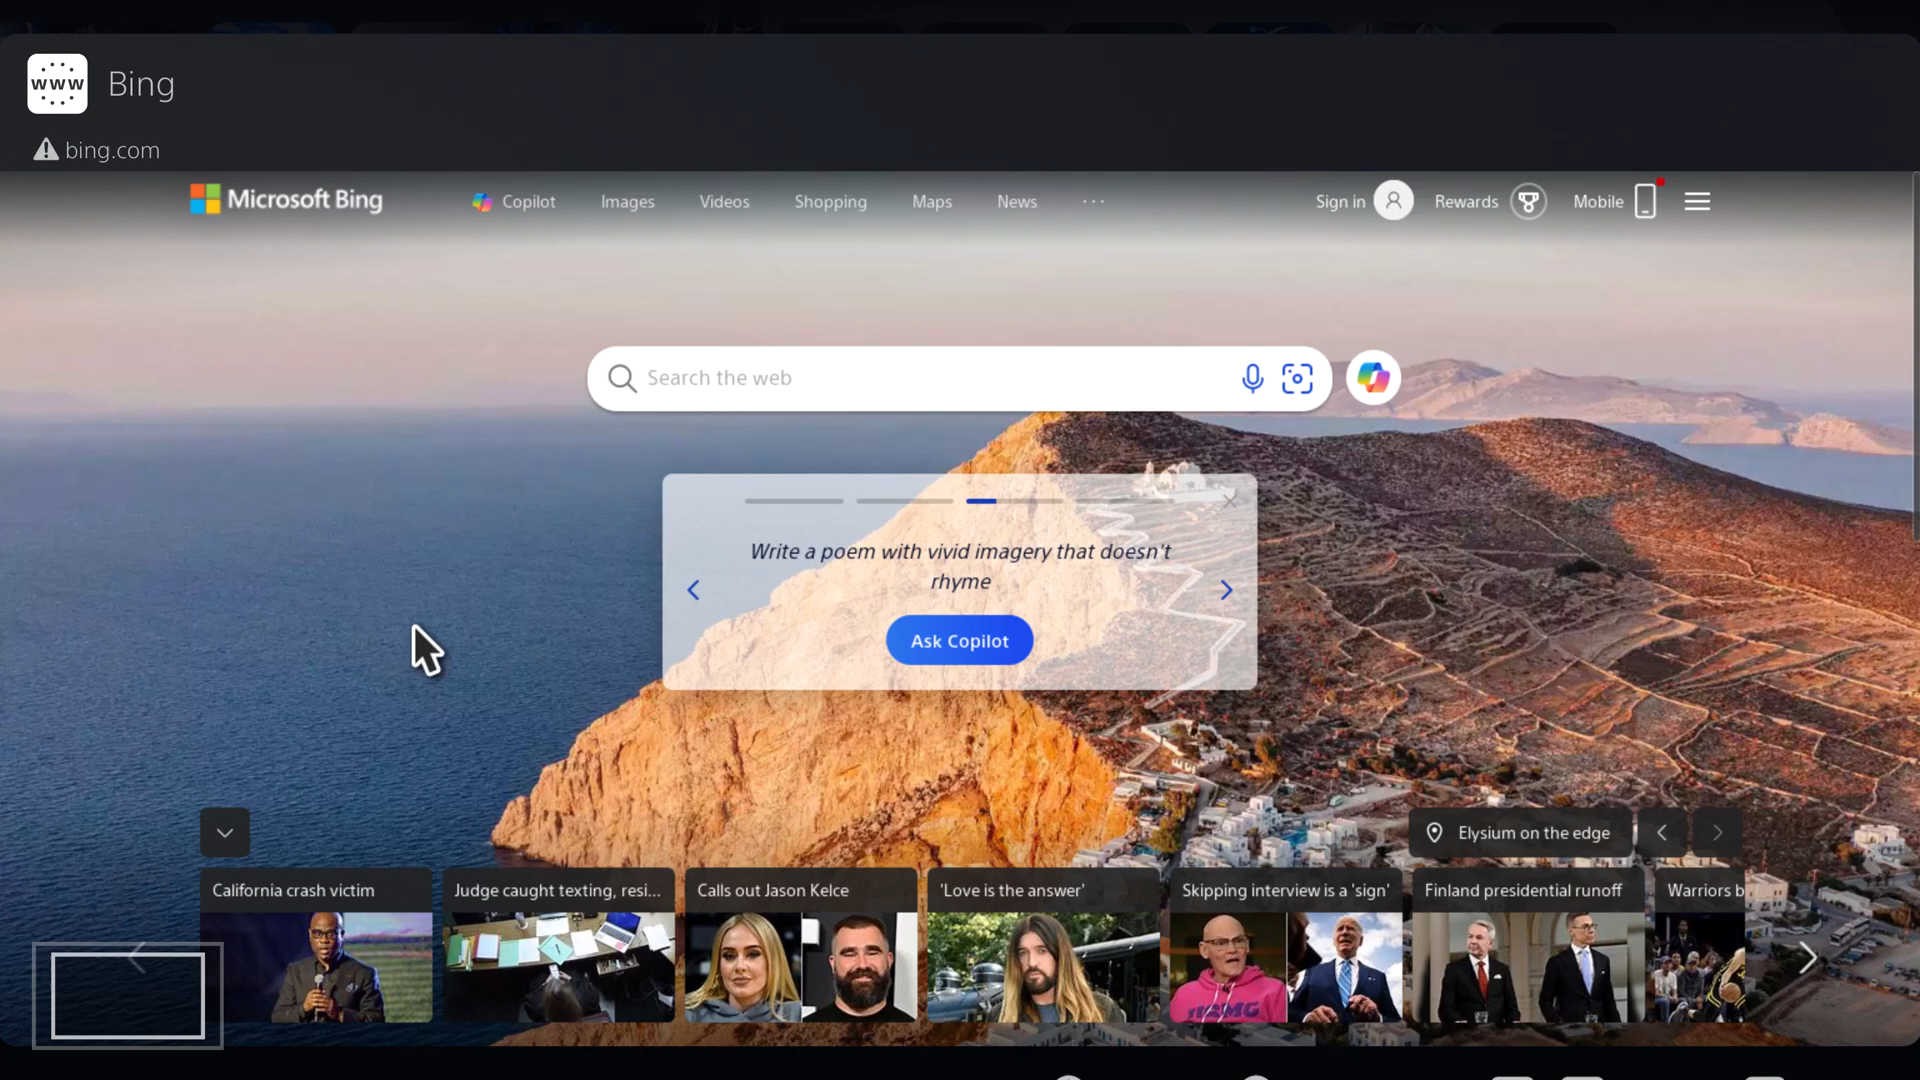 www
Bing
bing.com
Microsoft Bing
Copilot
Images
Videos
Shopping
Maps
News
Sign in
Rewards
Mobile
Search the web
Write a poem with vivid imagery that doesn't
rhyme
Ask Copilot
Elysium on the edge
California crash victim
Judge caught texting, resi...
Calls out Jason Kelce
'Love is the answer'
Skipping interview is a 'sign'
Finland presidential runoff
Warriors b